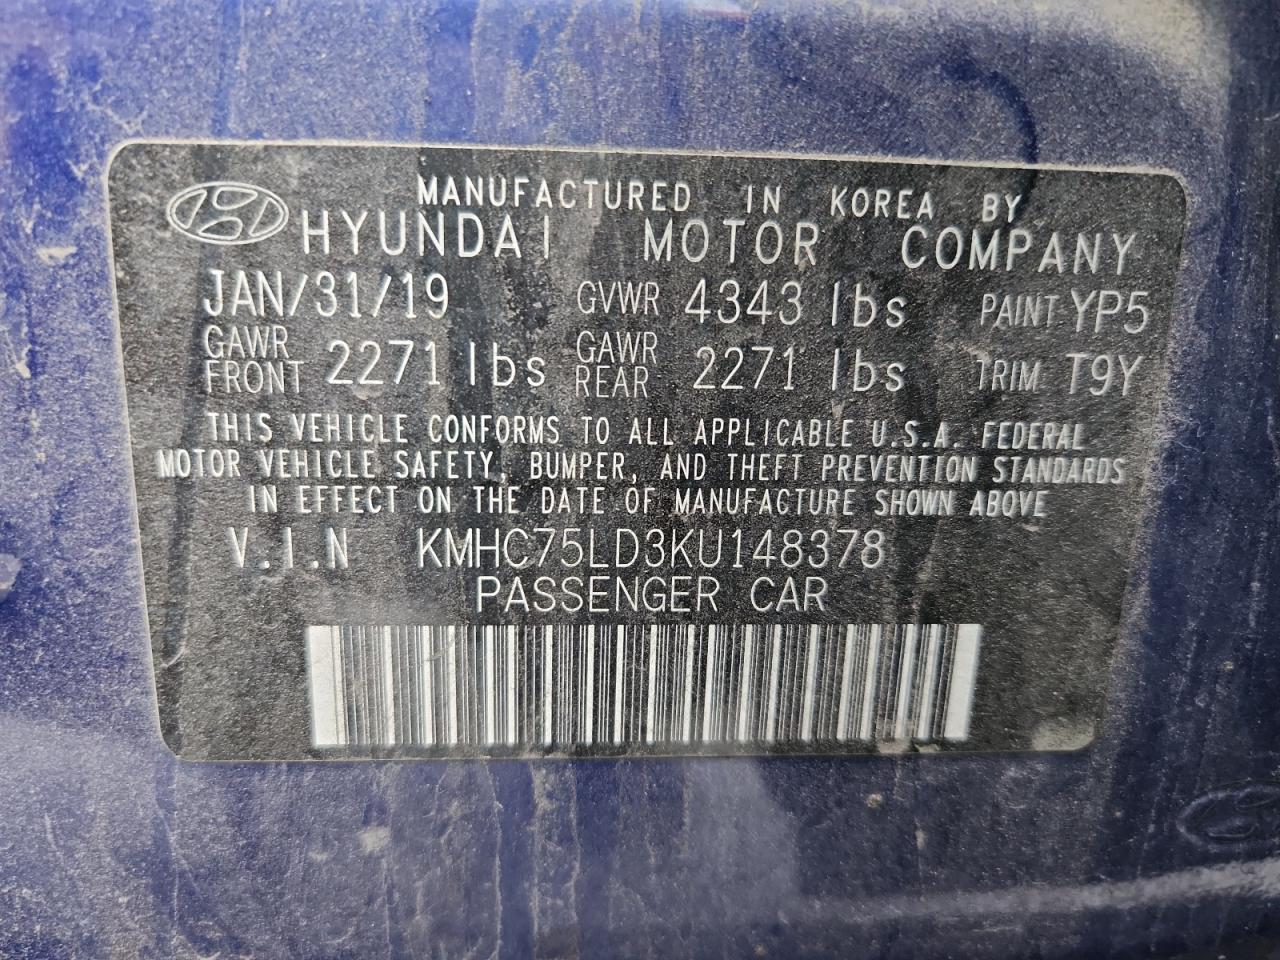 MANUFACTURED IN KOREA BY
HYUNDAI MOTOR COMPANY
JAN/31/19 GVWR 4343 lbs PAINT YP5
GAWR FRONT 2271 lbs GAWR REAR 2271 lbs TRIM T9Y
THIS VEHICLE CONFORMS TO ALL APPLICABLE U.S.A. FEDERAL
MOTOR VEHICLE SAFETY, BUMPER, AND THEFT PREVENTION STANDARDS
IN EFFECT ON THE DATE OF MANUFACTURE SHOWN ABOVE
V.I.N KMHC75LD3KU148378
PASSENGER CAR